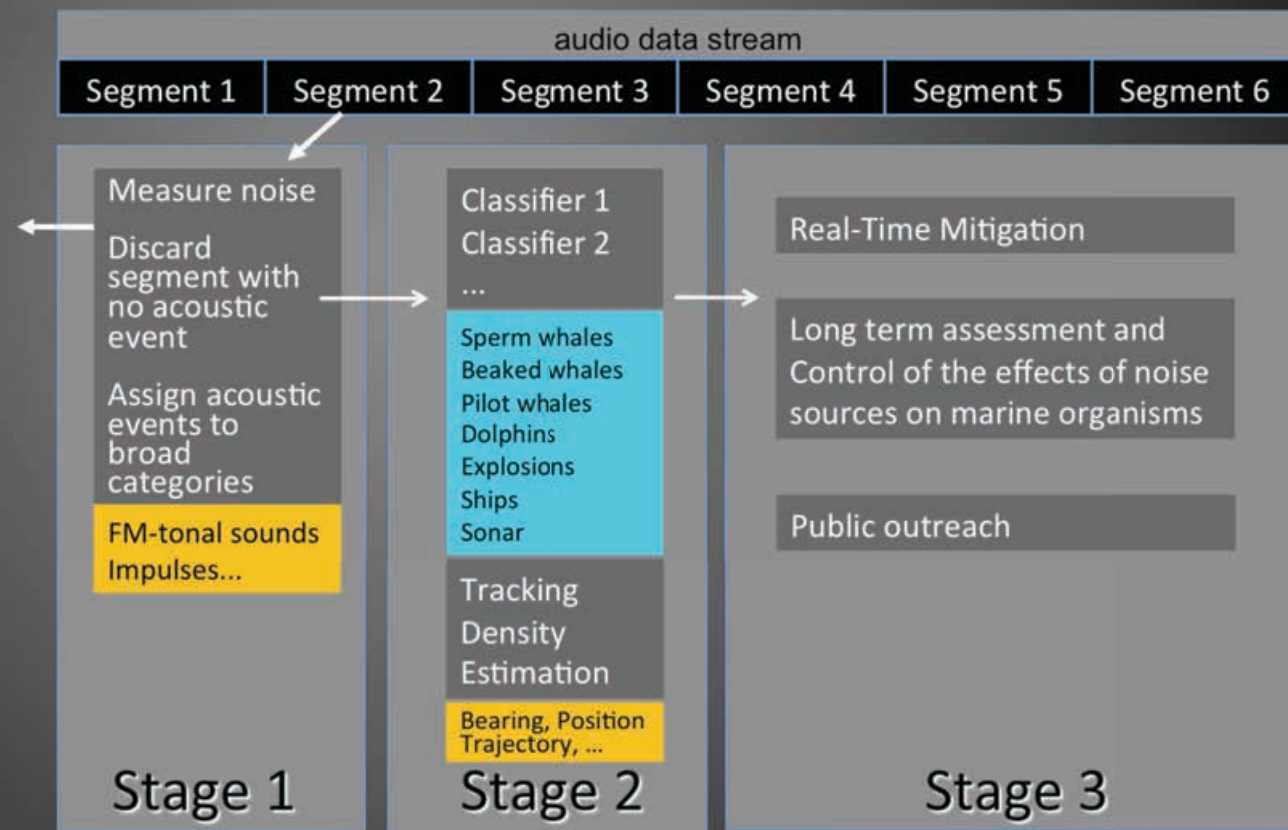 audio data stream
Segment 1
Segment 2
Segment 3
Segment 4
Segment 5
Segment 6
Measure noise
Discard
segment with
no acoustic
event
Assign acoustic
events to
broad
categories
FM-tonal sounds
Impulses...
Stage 1
Classifier 1
Classifier 2
...
Sperm whales
Beaked whales
Pilot whales
Dolphins
Explosions
Ships
Sonar
Tracking
Density
Estimation
Bearing, Position
Trajectory, ...
Stage 2
Real-Time Mitigation
Long term assessment and
Control of the effects of noise
sources on marine organisms
Public outreach
Stage 3